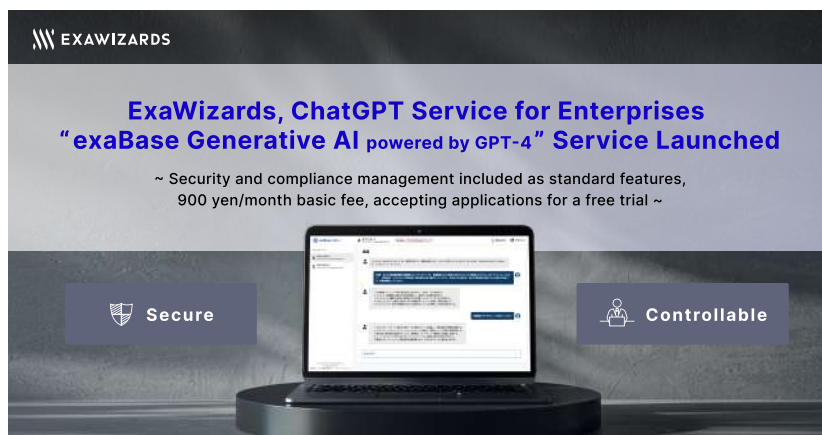 EXAWIZARDS
ExaWizards, ChatGPT Service for Enterprises
“exaBase Generative AI powered by GPT-4” Service Launched
~ Security and compliance management included as standard features,
900 yen/month basic fee, accepting applications for a free trial ~
Secure
Controllable